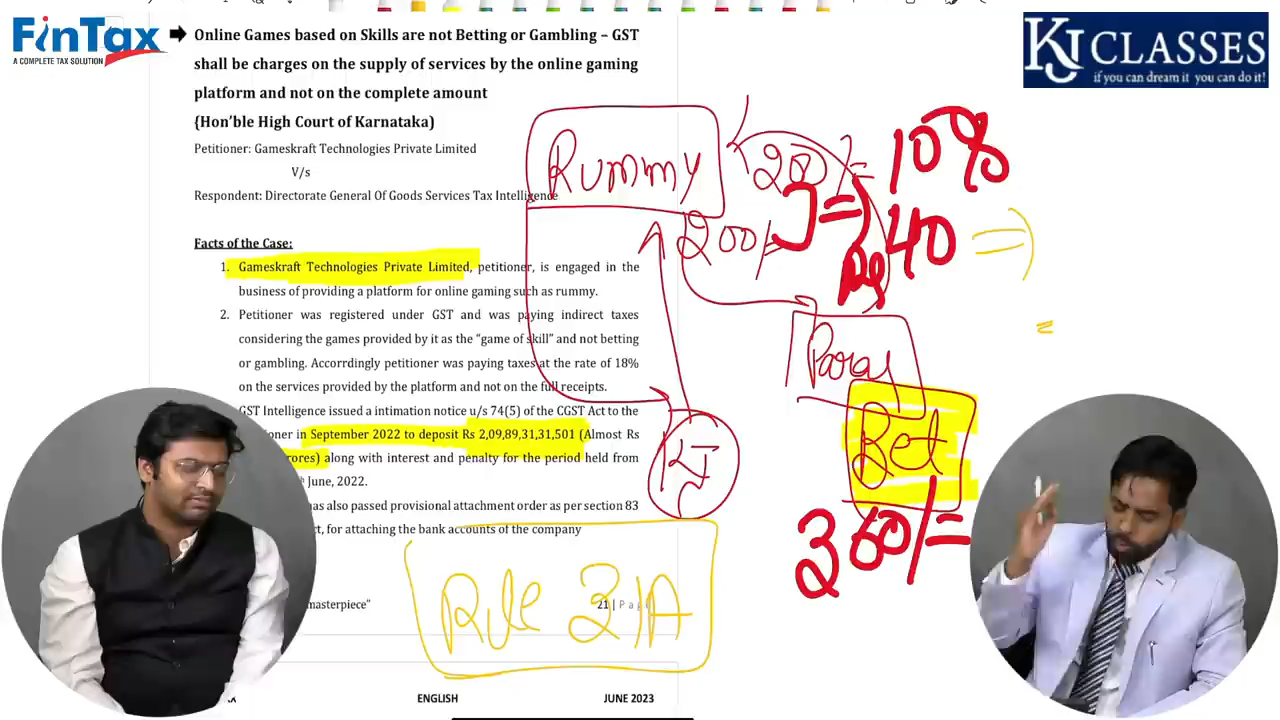 FinTax
A COMPLETE TAX SOLUTION
KJ CLASSES
if you can dream it you can do it!
Online Games based on Skills are not Betting or Gambling – GST
shall be charges on the supply of services by the online gaming
platform and not on the complete amount
{Hon'ble High Court of Karnataka)
Petitioner: Gameskraft Technologies Private Limited
V/s
Respondent: Directorate General Of Goods Services Tax Intelligence
Facts of the Case:
1. Gameskraft Technologies Private Limited, petitioner, is engaged in the
business of providing a platform for online gaming such as rummy.
2. Petitioner was registered under GST and was paying indirect taxes
considering the games provided by it as the "game of skill" and not betting
or gambling. Accorrdingly petitioner was paying taxes at the rate of 18%
on the services provided by the platform and not on the full receipts.
GST Intelligence issued a intimation notice u/s 74(5) of the CGST Act to the
tioner in September 2022 to deposit Rs 2,09,89,31,31,501 (Almost Rs
rores) along with interest and penalty for the period held from
June, 2022.
has also passed provisional attachment order as per section 83
ct, for attaching the bank accounts of the company
masterpiece"
21 | Pag
ENGLISH
JUNE 2023
Rummy
200/= 10%
200/=
Rs 40
Paras
KJ
Bet
360/=
Rule 31A